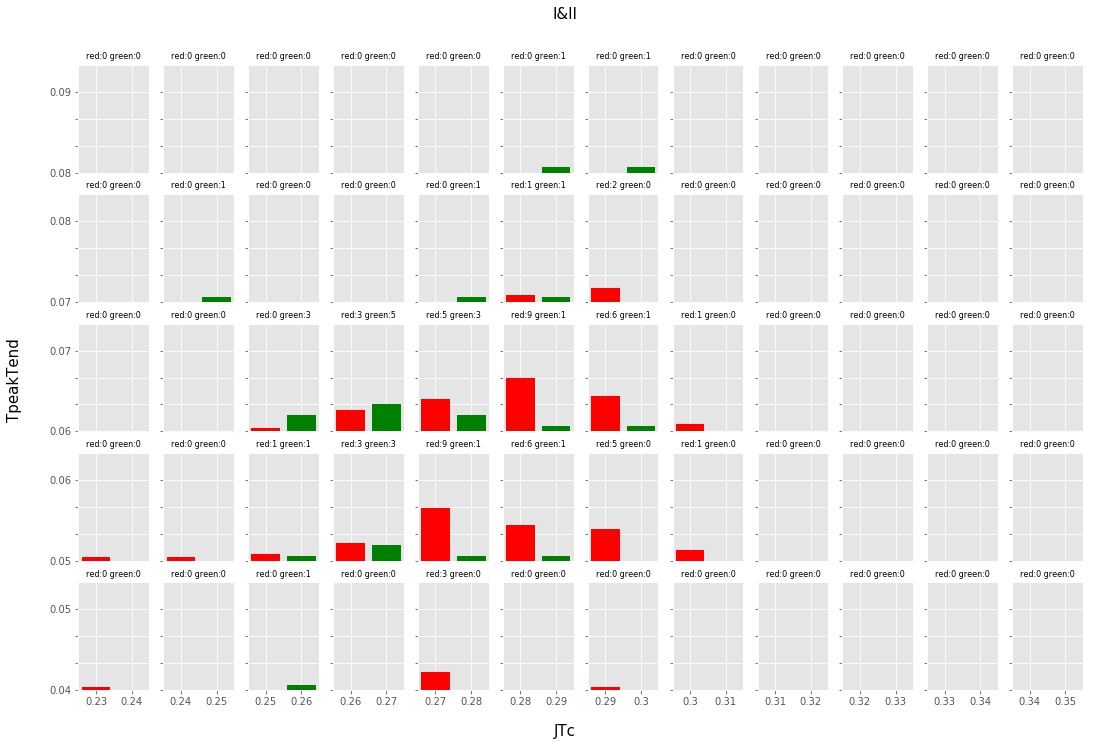 I&II
red:0 green:0 red:0 green:0 red:0 green:0 red:0 green:0 red:0 green:0 red:0 green:1 red:0 green:1 red:0 green:0 red:0 green:0 red:0 green:0 red:0 green:0 red:0 green:0
0.09
0.08
red:0 green:0 red:0 green:1 red:0 green:0 red:0 green:0 red:0 green:1 red:1 green:1 red:2 green:0 red:0 green:0 red:0 green:0 red:0 green:0 red:0 green:0 red:0 green:0
0.08
0.07
red:0 green:0 red:0 green:0 red:0 green:3 red:3 green:5 red:5 green:3 red:9 green:1 red:6 green:1 red:1 green:0 red:0 green:0 red:0 green:0 red:0 green:0 red:0 green:0
0.07
0.06
TpeakTend
red:0 green:0 red:0 green:0 red:1 green:1 red:3 green:3 red:9 green:1 red:6 green:1 red:5 green:0 red:0 green:0 red:0 green:0 red:0 green:0 red:0 green:0 red:0 green:0
0.06
0.05
red:0 green:0 red:0 green:0 red:0 green:1 red:0 green:0 red:3 green:0 red:0 green:0 red:0 green:0 red:0 green:0 red:0 green:0 red:0 green:0 red:0 green:0 red:0 green:0
0.05
0.04
0.23 0.24 0.24 0.25 0.25 0.26 0.26 0.27 0.27 0.28 0.28 0.29 0.29 0.3 0.3 0.31 0.31 0.32 0.32 0.33 0.33 0.34 0.34 0.35
JTc